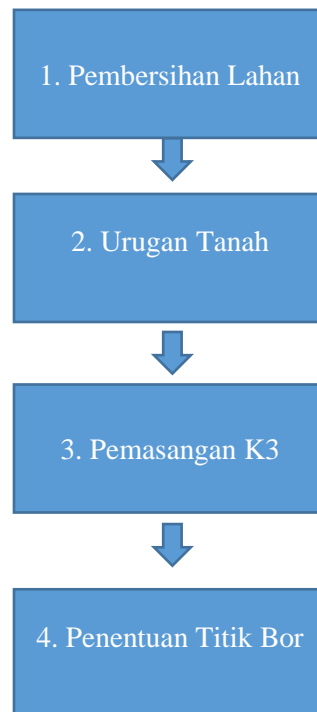 1. Pembersihan Lahan
2. Urugan Tanah
3. Pemasangan K3
4. Penentuan Titik Bor